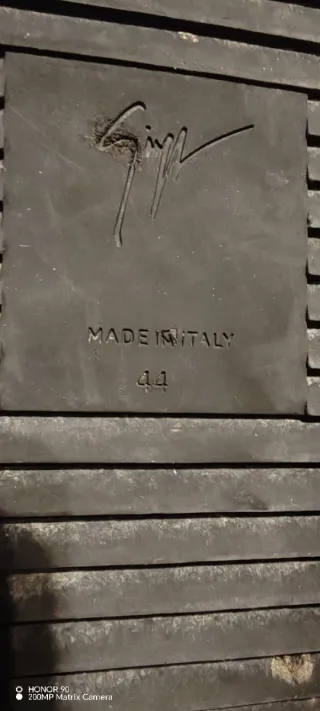 MADE IN ITALY
44
HONOR 90
200MP Matrix Camera